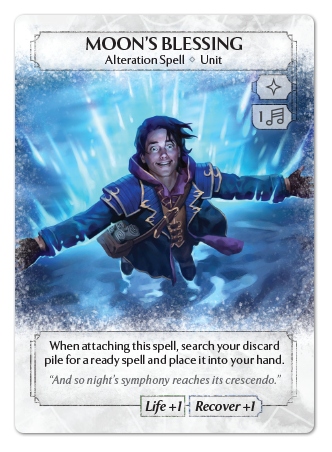 MOON'S BLESSING
Alteration Spell ⟡ Unit
1
When attaching this spell, search your discard
pile for a ready spell and place it into your hand.
“And so night’s symphony reaches its crescendo.”
Life +1 Recover +1